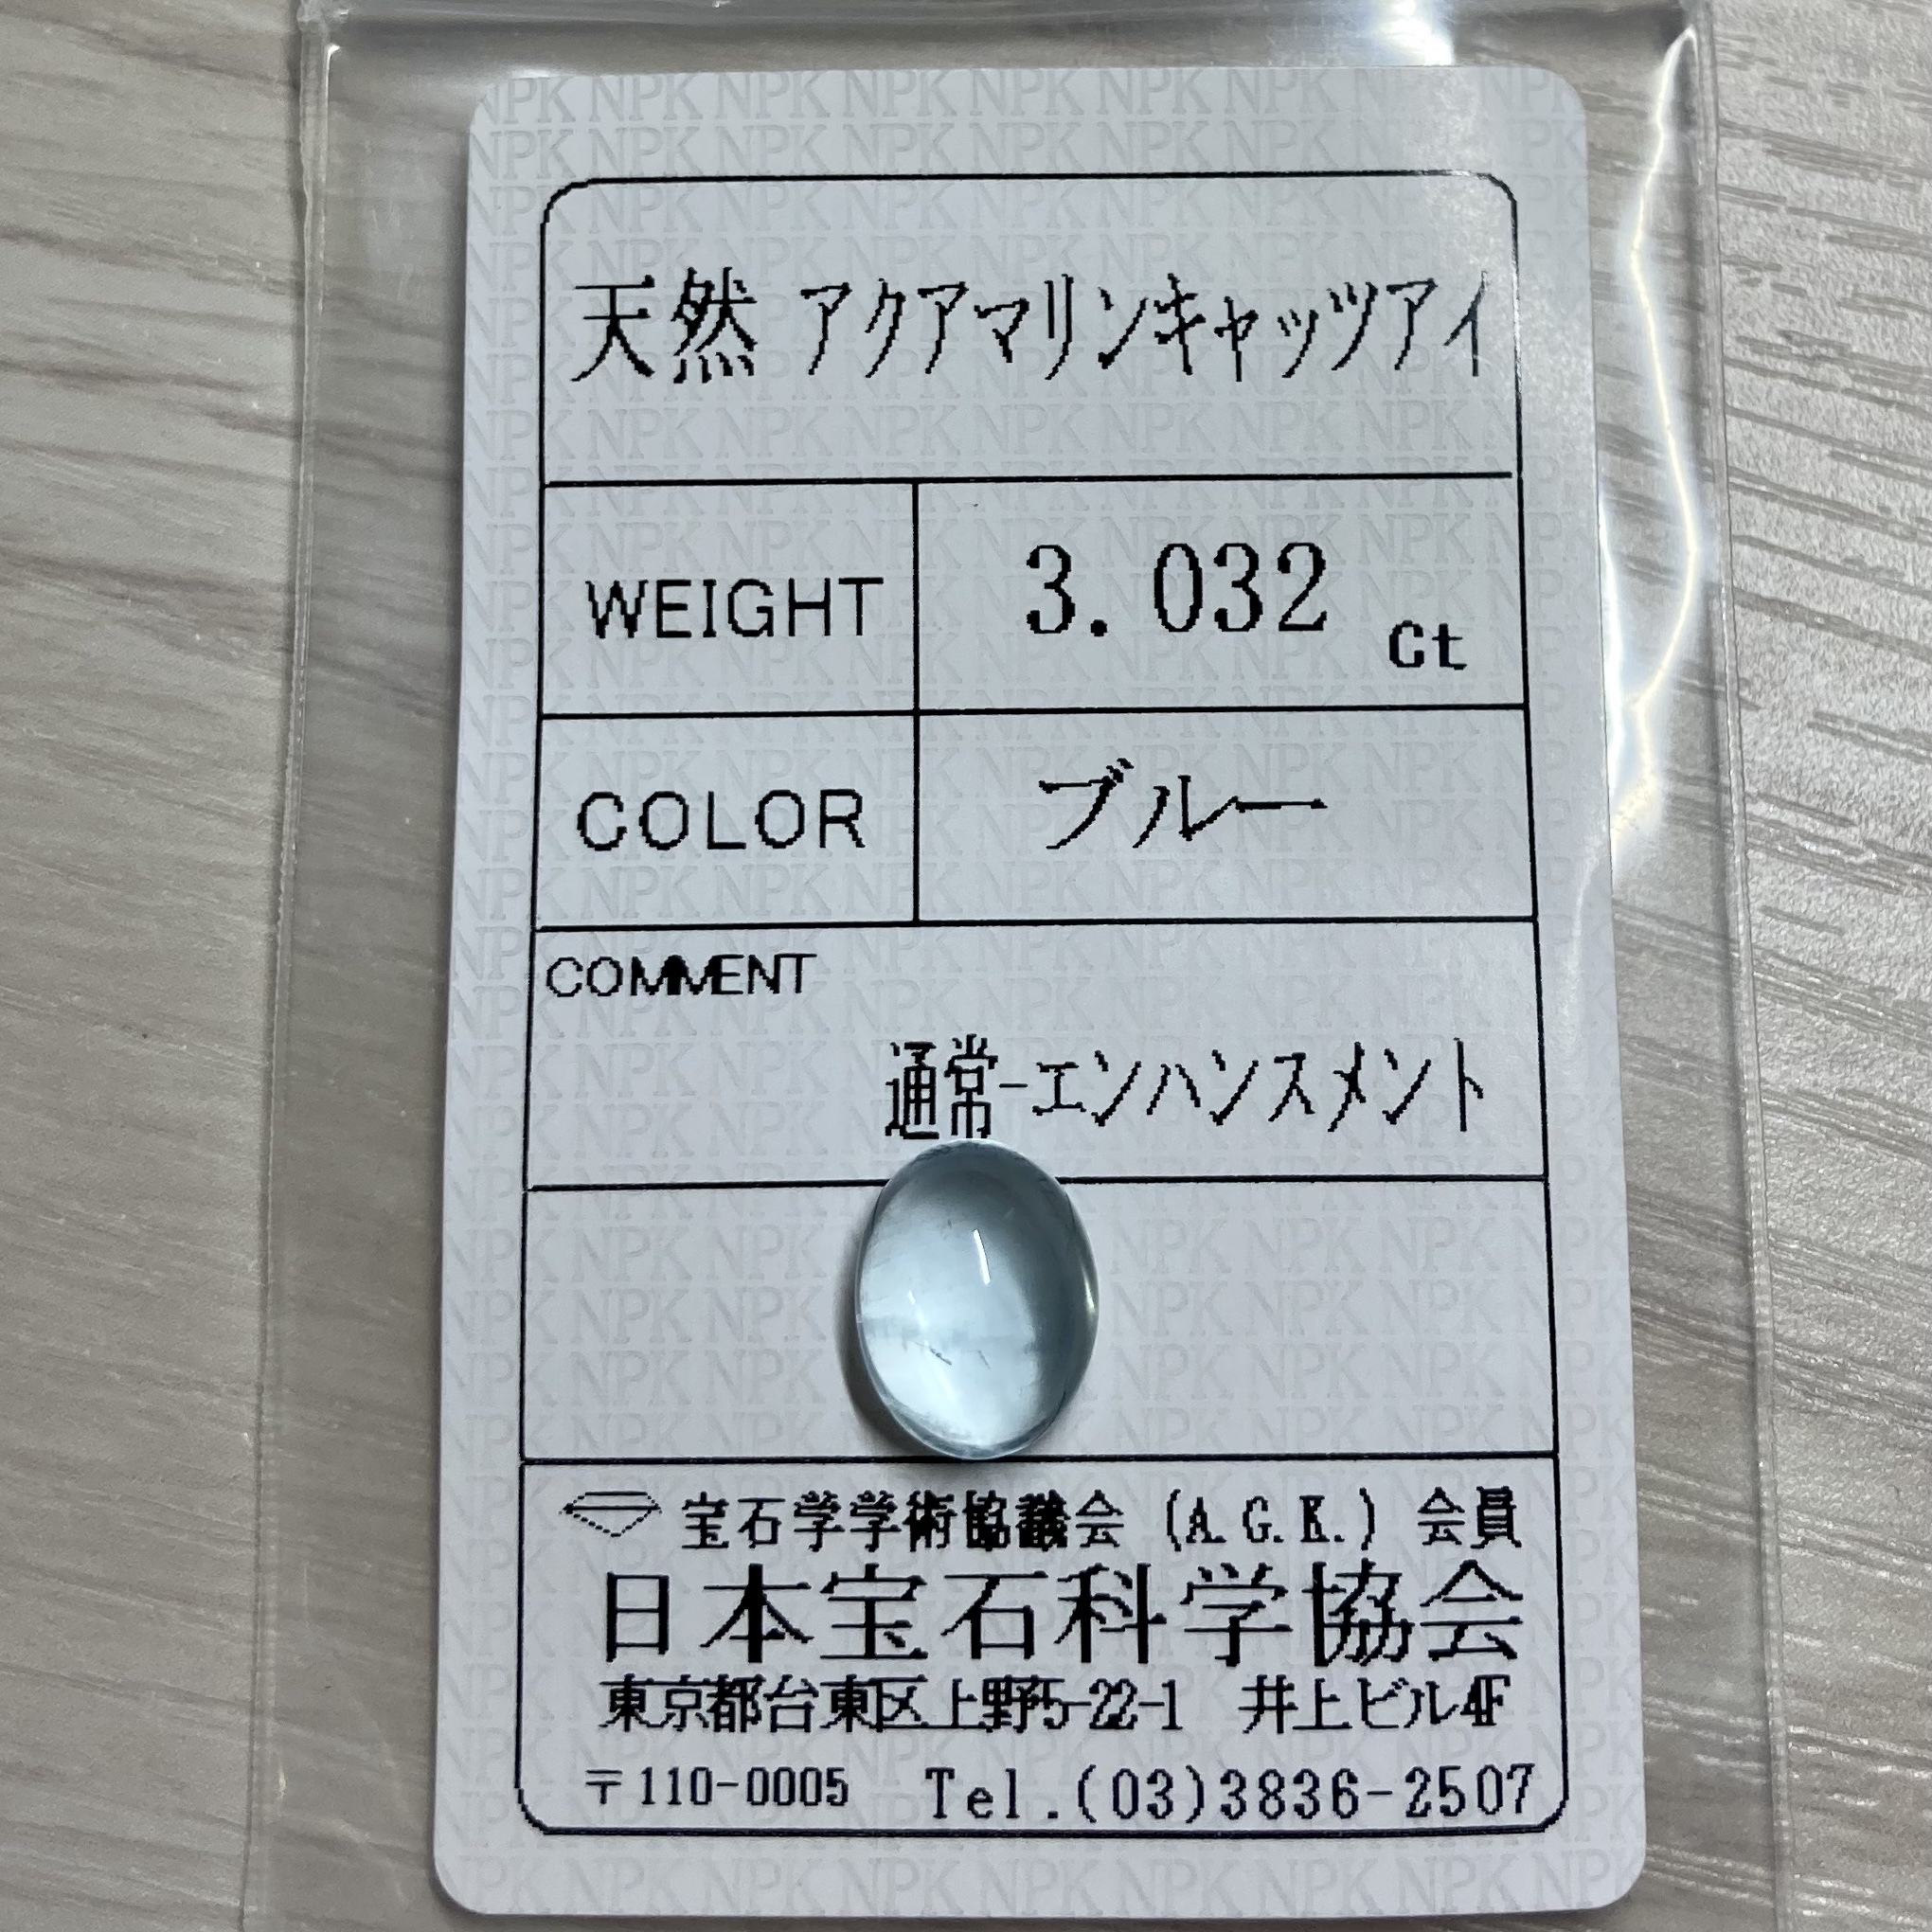 天然 アクアマリンキャッツアイ
WEIGHT 3.032 Ct
COLOR ブルー
COMMENT
通常-エンハンスメント
宝石学学術協議会 (A.G.K.) 会員
日本宝石科学協会
東京都台東区上野5-22-1 井上ビル4F
〒110-0005 Tel.(03)3836-2507